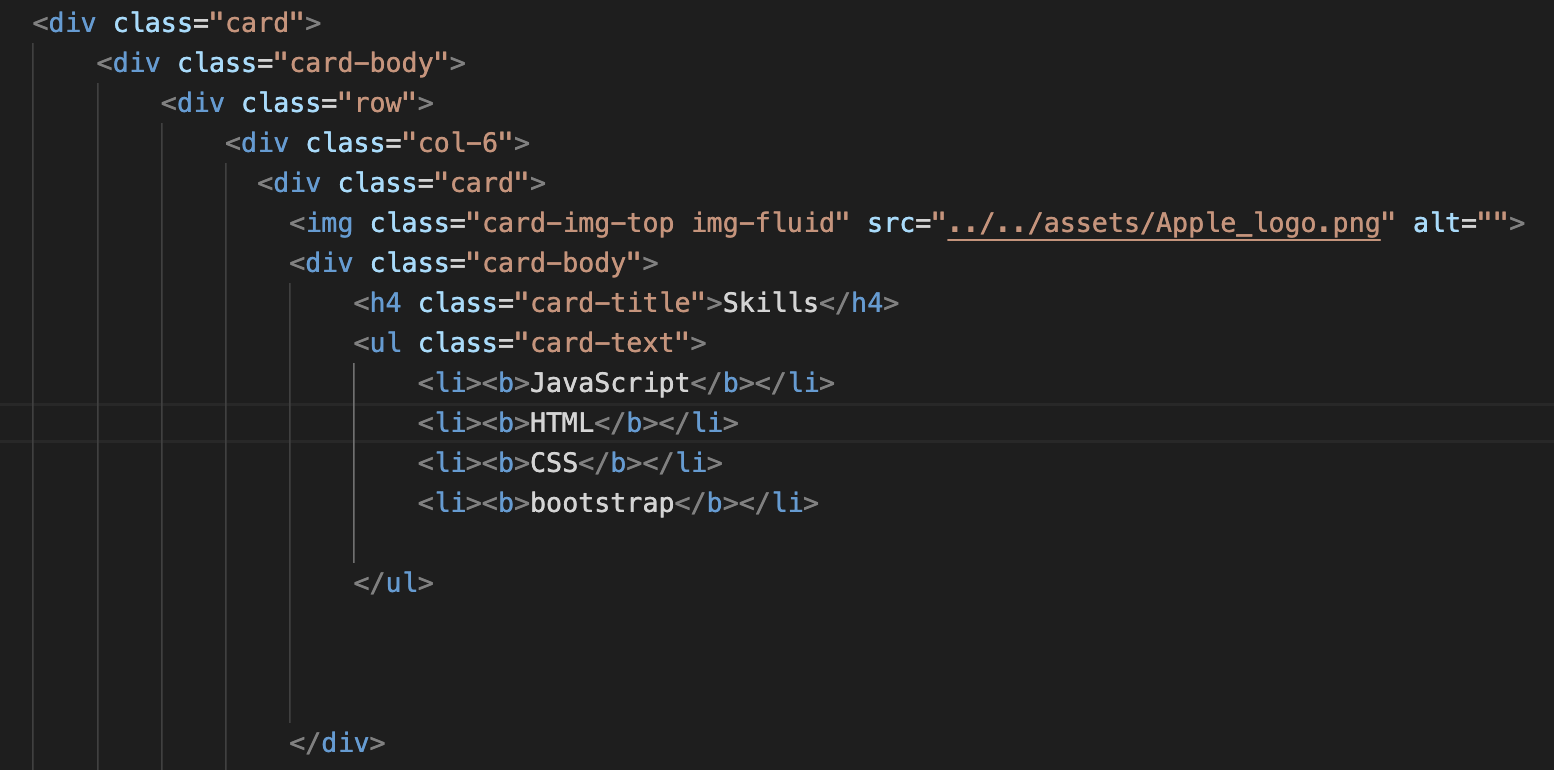 <div class="card">
<div class="card-body">
<div class="row">
<div class="col-6">
<div class="card">
<img class="card-img-top img-fluid" src="../../assets/Apple_logo.png" alt="">
<div class="card-body">
<h4 class="card-title">Skills</h4>
<ul class="card-text">
<li><b>JavaScript</b></li>
<li><b>HTML</b></li>
<li><b>CSS</b></li>
<li><b>bootstrap</b></li>
</ul>
</div>